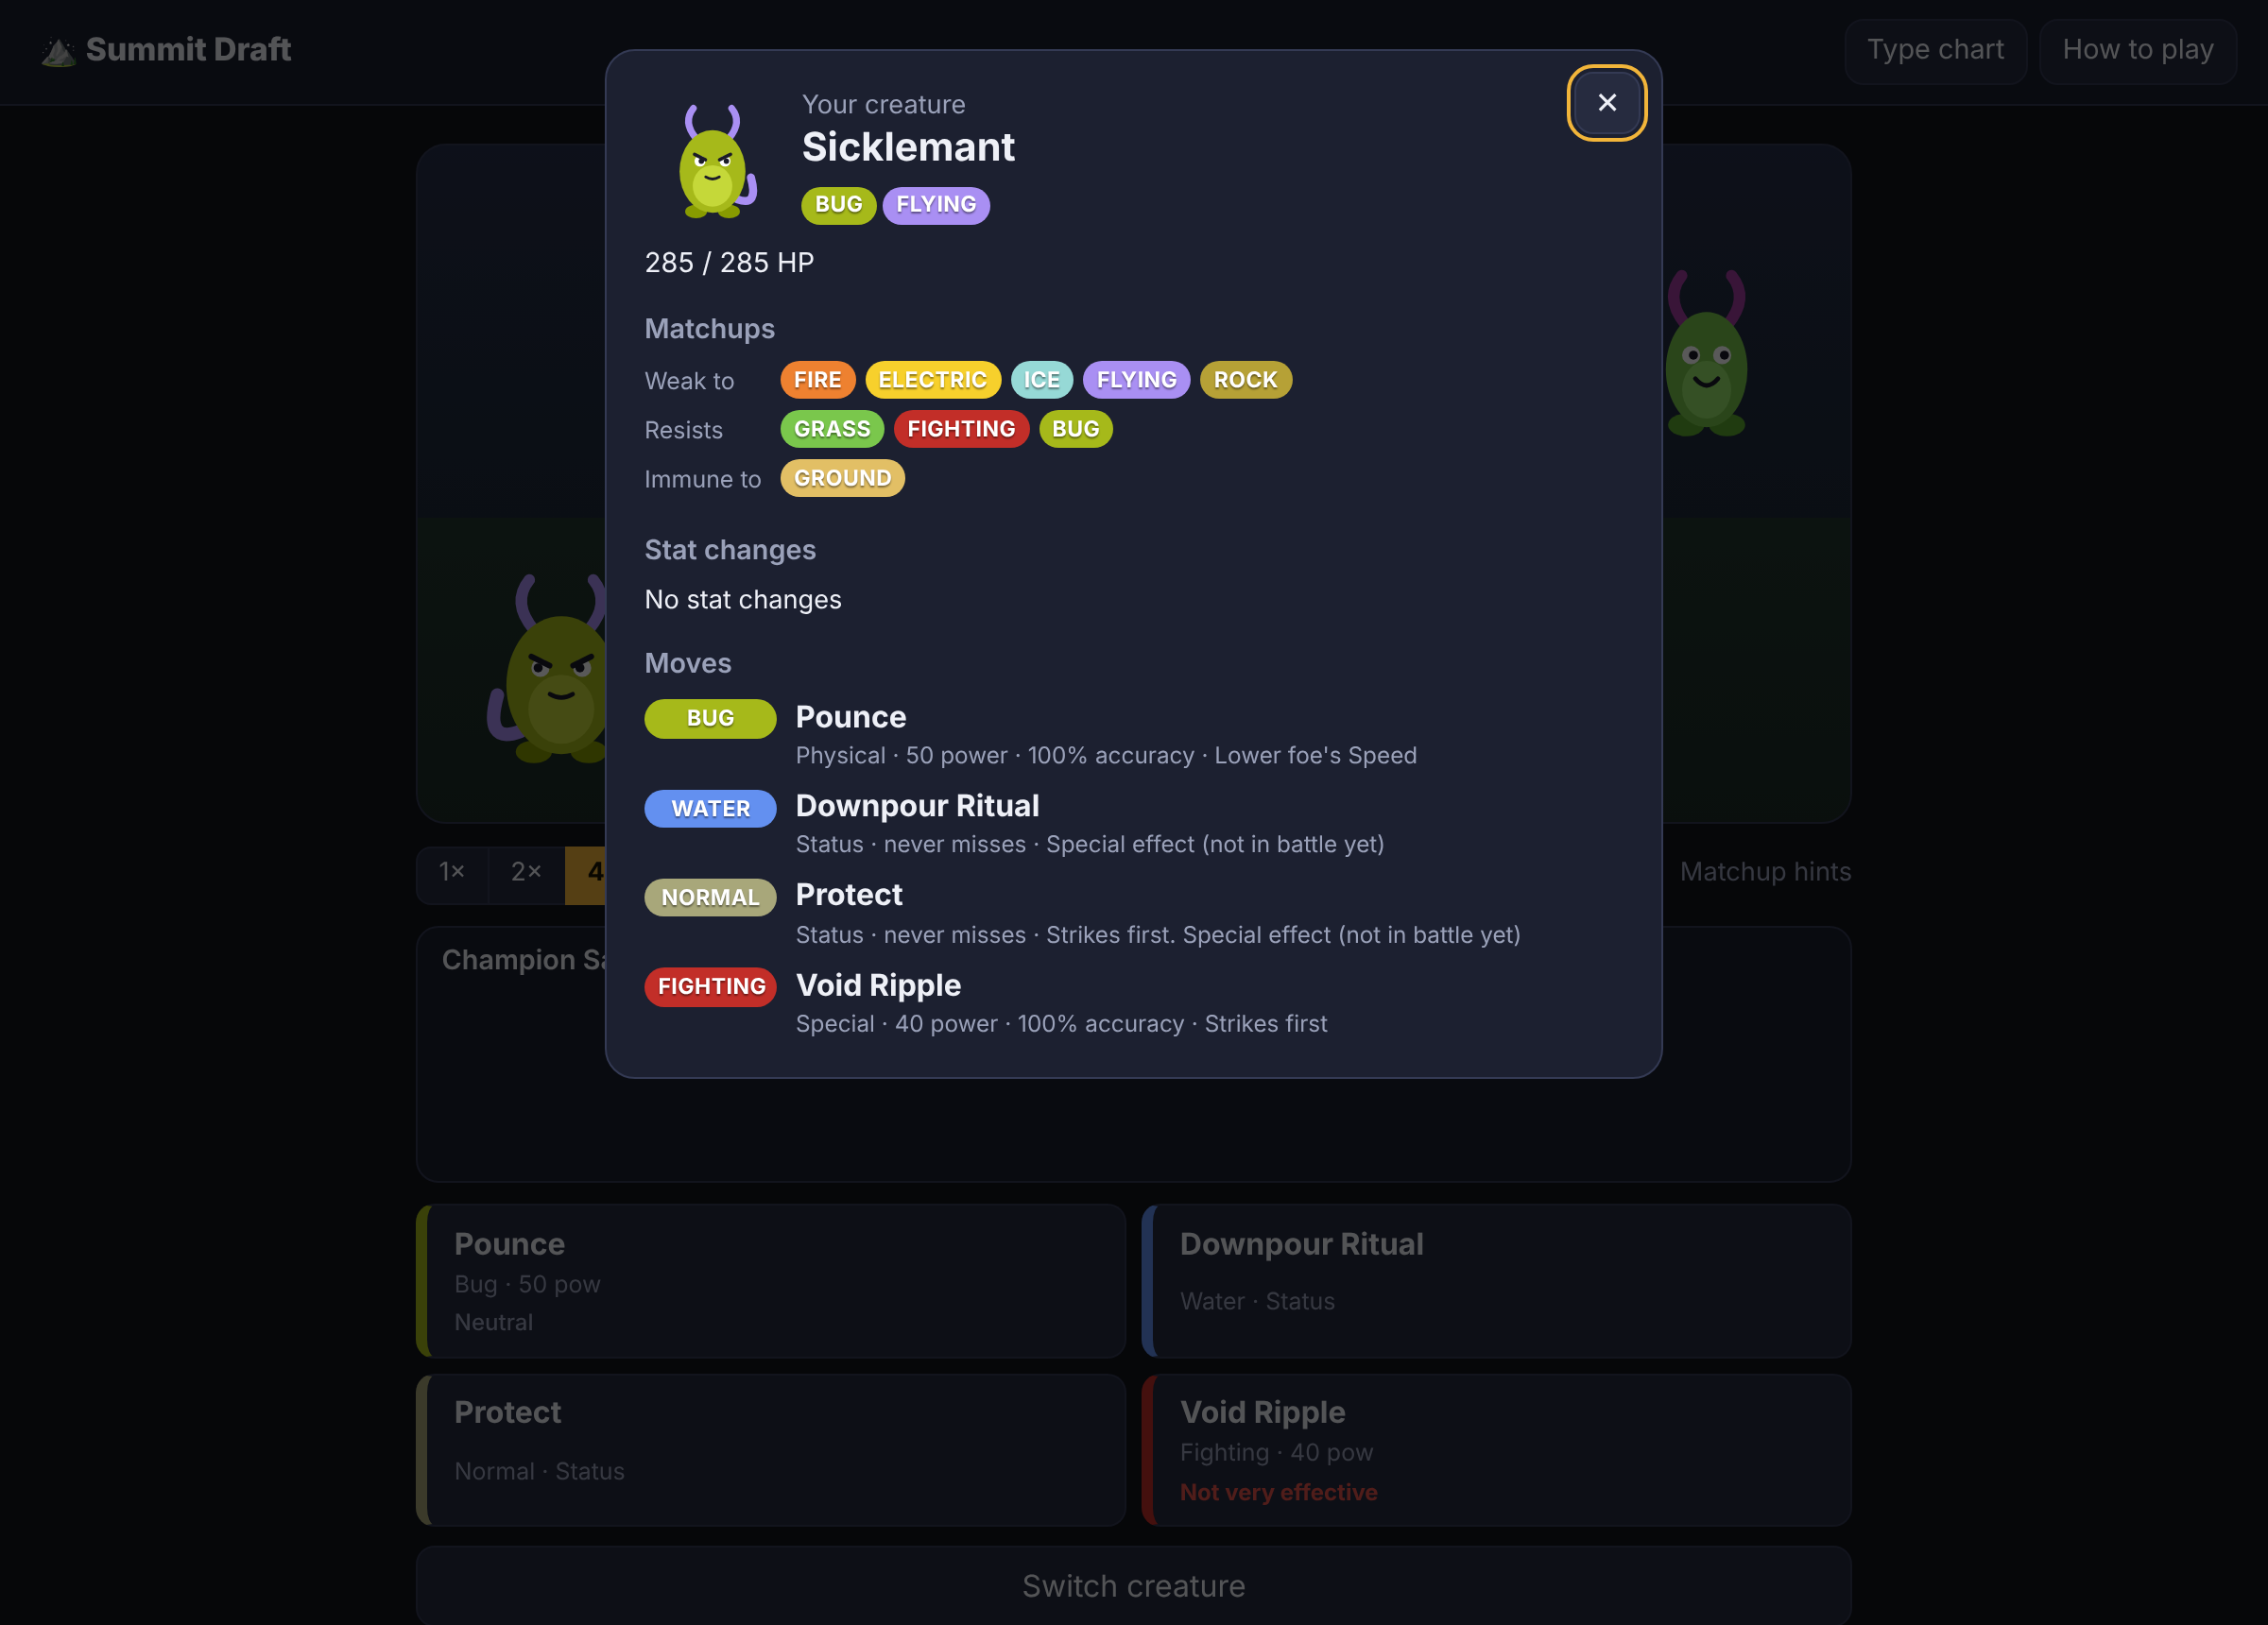 Summit Draft
Type chart
How to play
Your creature
Sicklemant
BUG FLYING
285 / 285 HP
Matchups
Weak to FIRE ELECTRIC ICE FLYING ROCK
Resists GRASS FIGHTING BUG
Immune to GROUND
Stat changes
No stat changes
Moves
BUG Pounce
Physical · 50 power · 100% accuracy · Lower foe's Speed
WATER Downpour Ritual
Status · never misses · Special effect (not in battle yet)
NORMAL Protect
Status · never misses · Strikes first. Special effect (not in battle yet)
FIGHTING Void Ripple
Special · 40 power · 100% accuracy · Strikes first
1× 2× 4
Matchup hints
Champion Sa
Pounce
Bug · 50 pow
Neutral
Downpour Ritual
Water · Status
Protect
Normal · Status
Void Ripple
Fighting · 40 pow
Not very effective
Switch creature